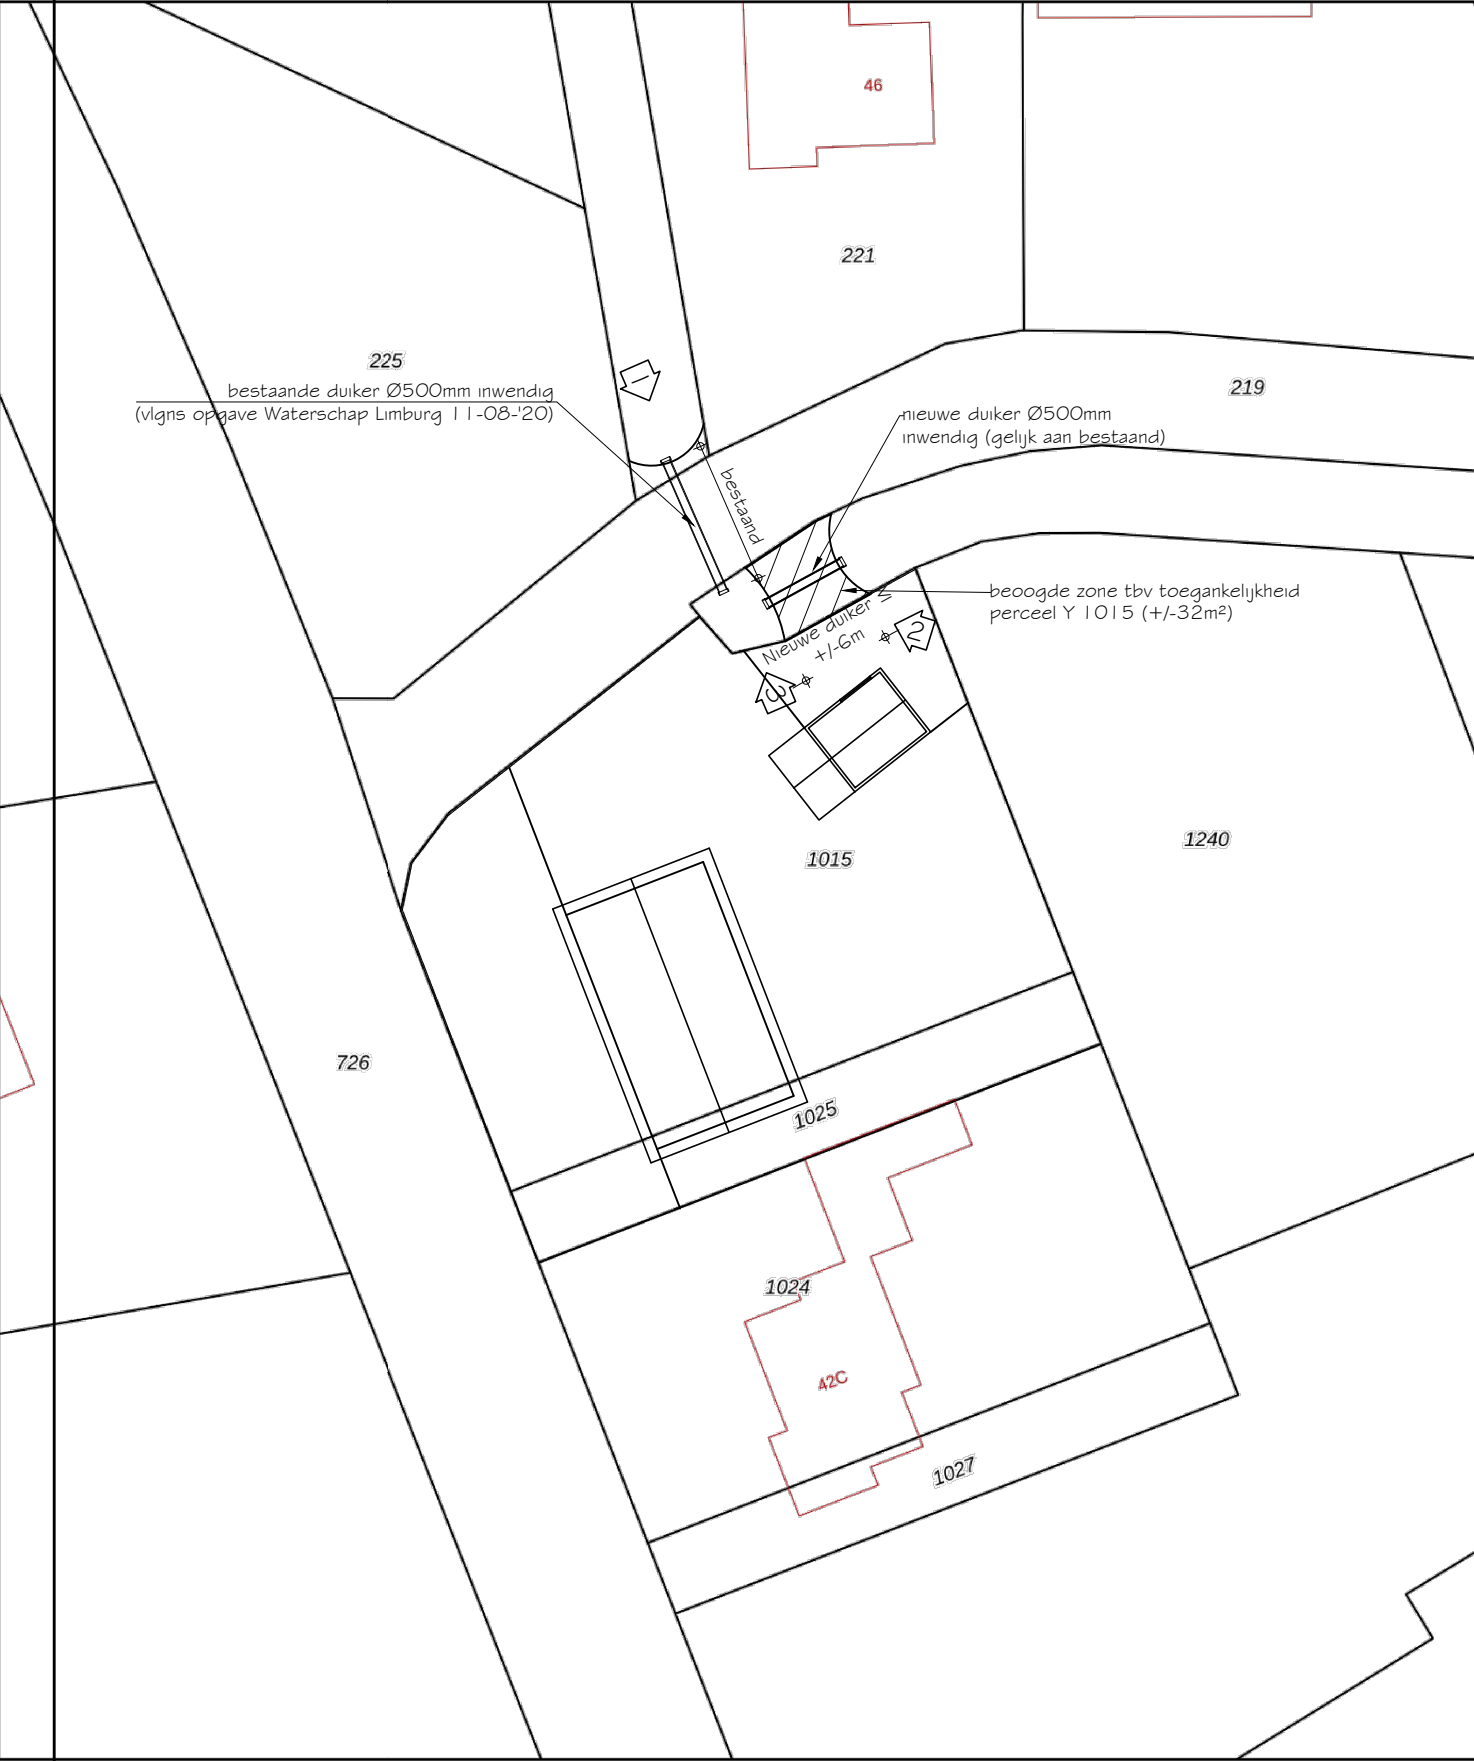 46
221
225
bestaande duiker Ø500mm inwendig
(vlgns opgave Waterschap Limburg 11-08-'20)
1
219
nieuwe duiker Ø500mm
inwendig (gelijk aan bestaand)
bestaand
beoogde zone tbv toegankelijkheid
perceel Y 1015 (+/-32m²)
Nieuwe duiker
+/-6m
2
3
1015
1240
726
1025
1024
42C
1027